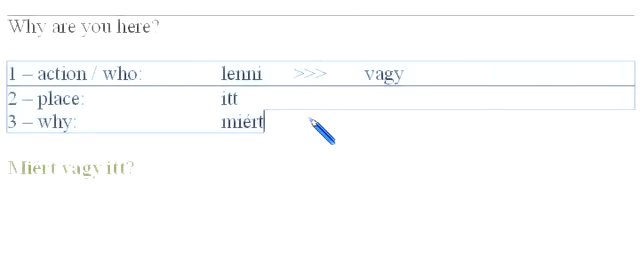 Why are you here?
1 – action / who: lenni >>> vagy
2 – place: itt
3 – why: miért
Miért vagy itt?